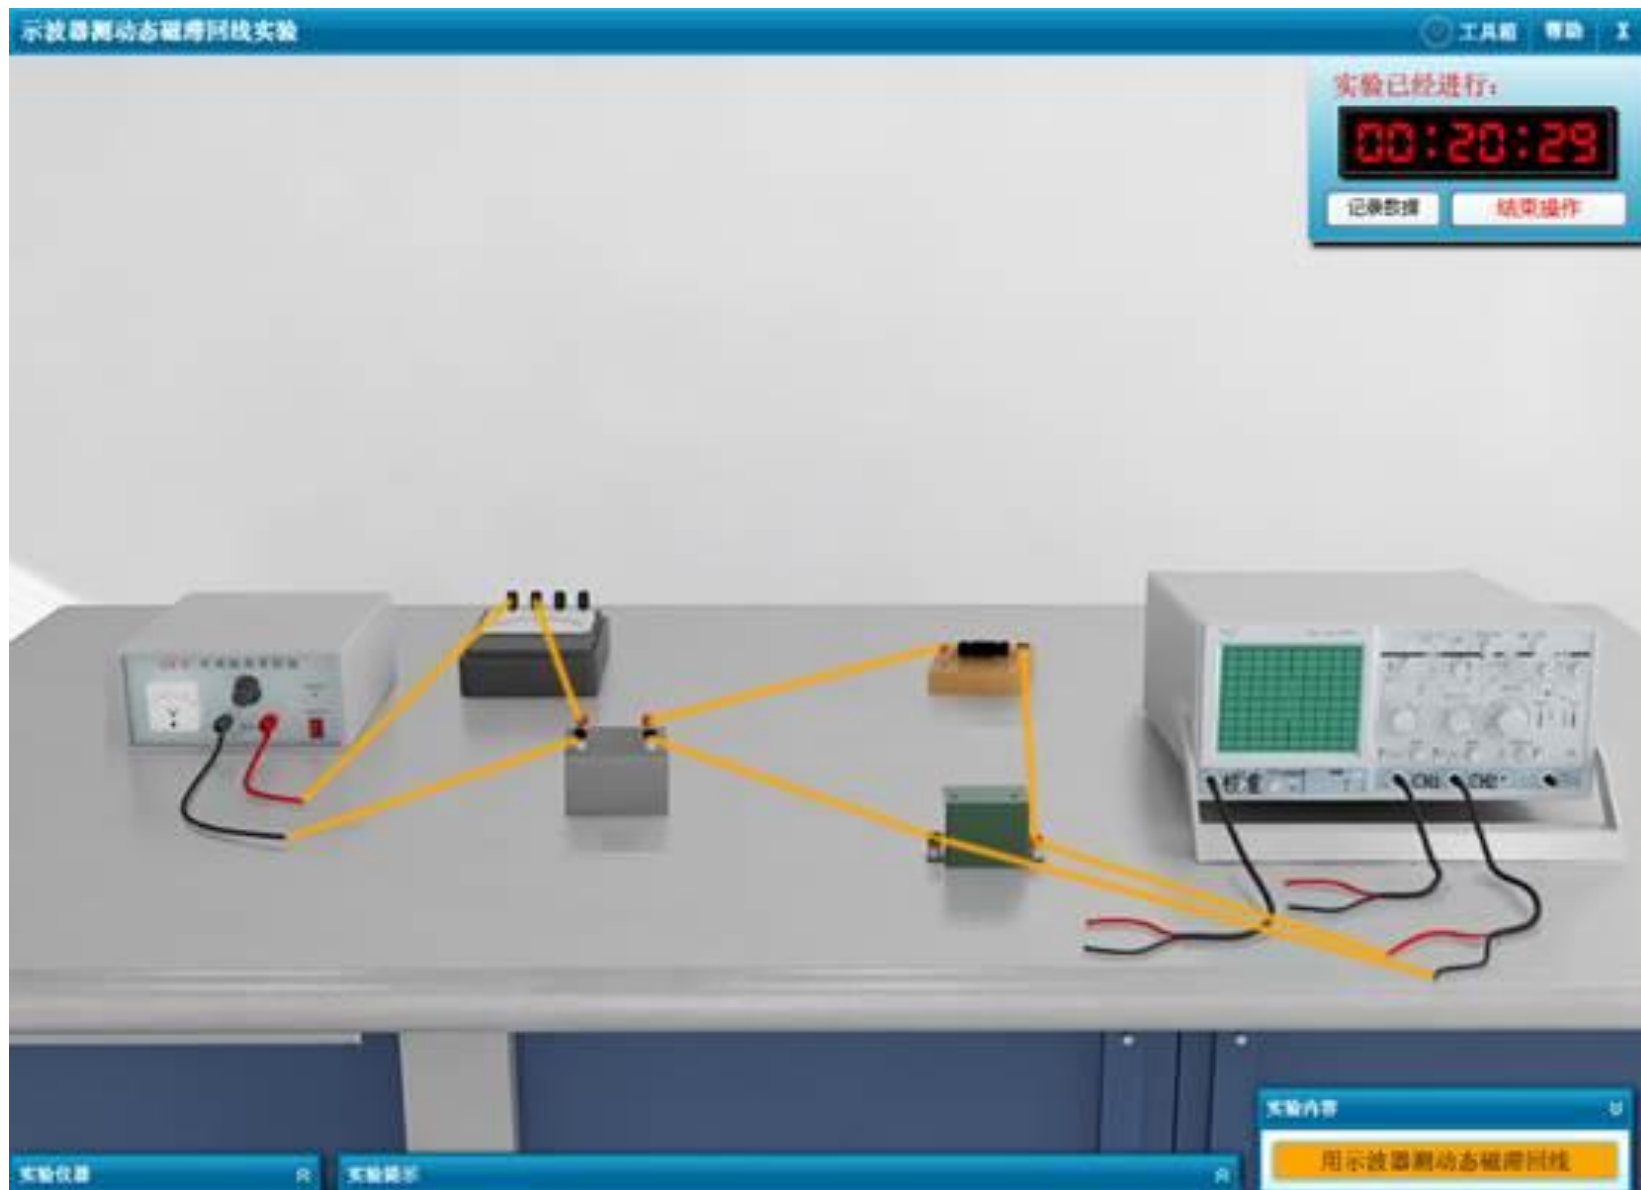 示波器测动态磁滞回线实验
工具箱 帮助 X
实验已经进行：
00:20:29
记录数据 结束操作
校准 CH1 CH2
实验内容
用示波器测动态磁滞回线
实验仪器
实验提示